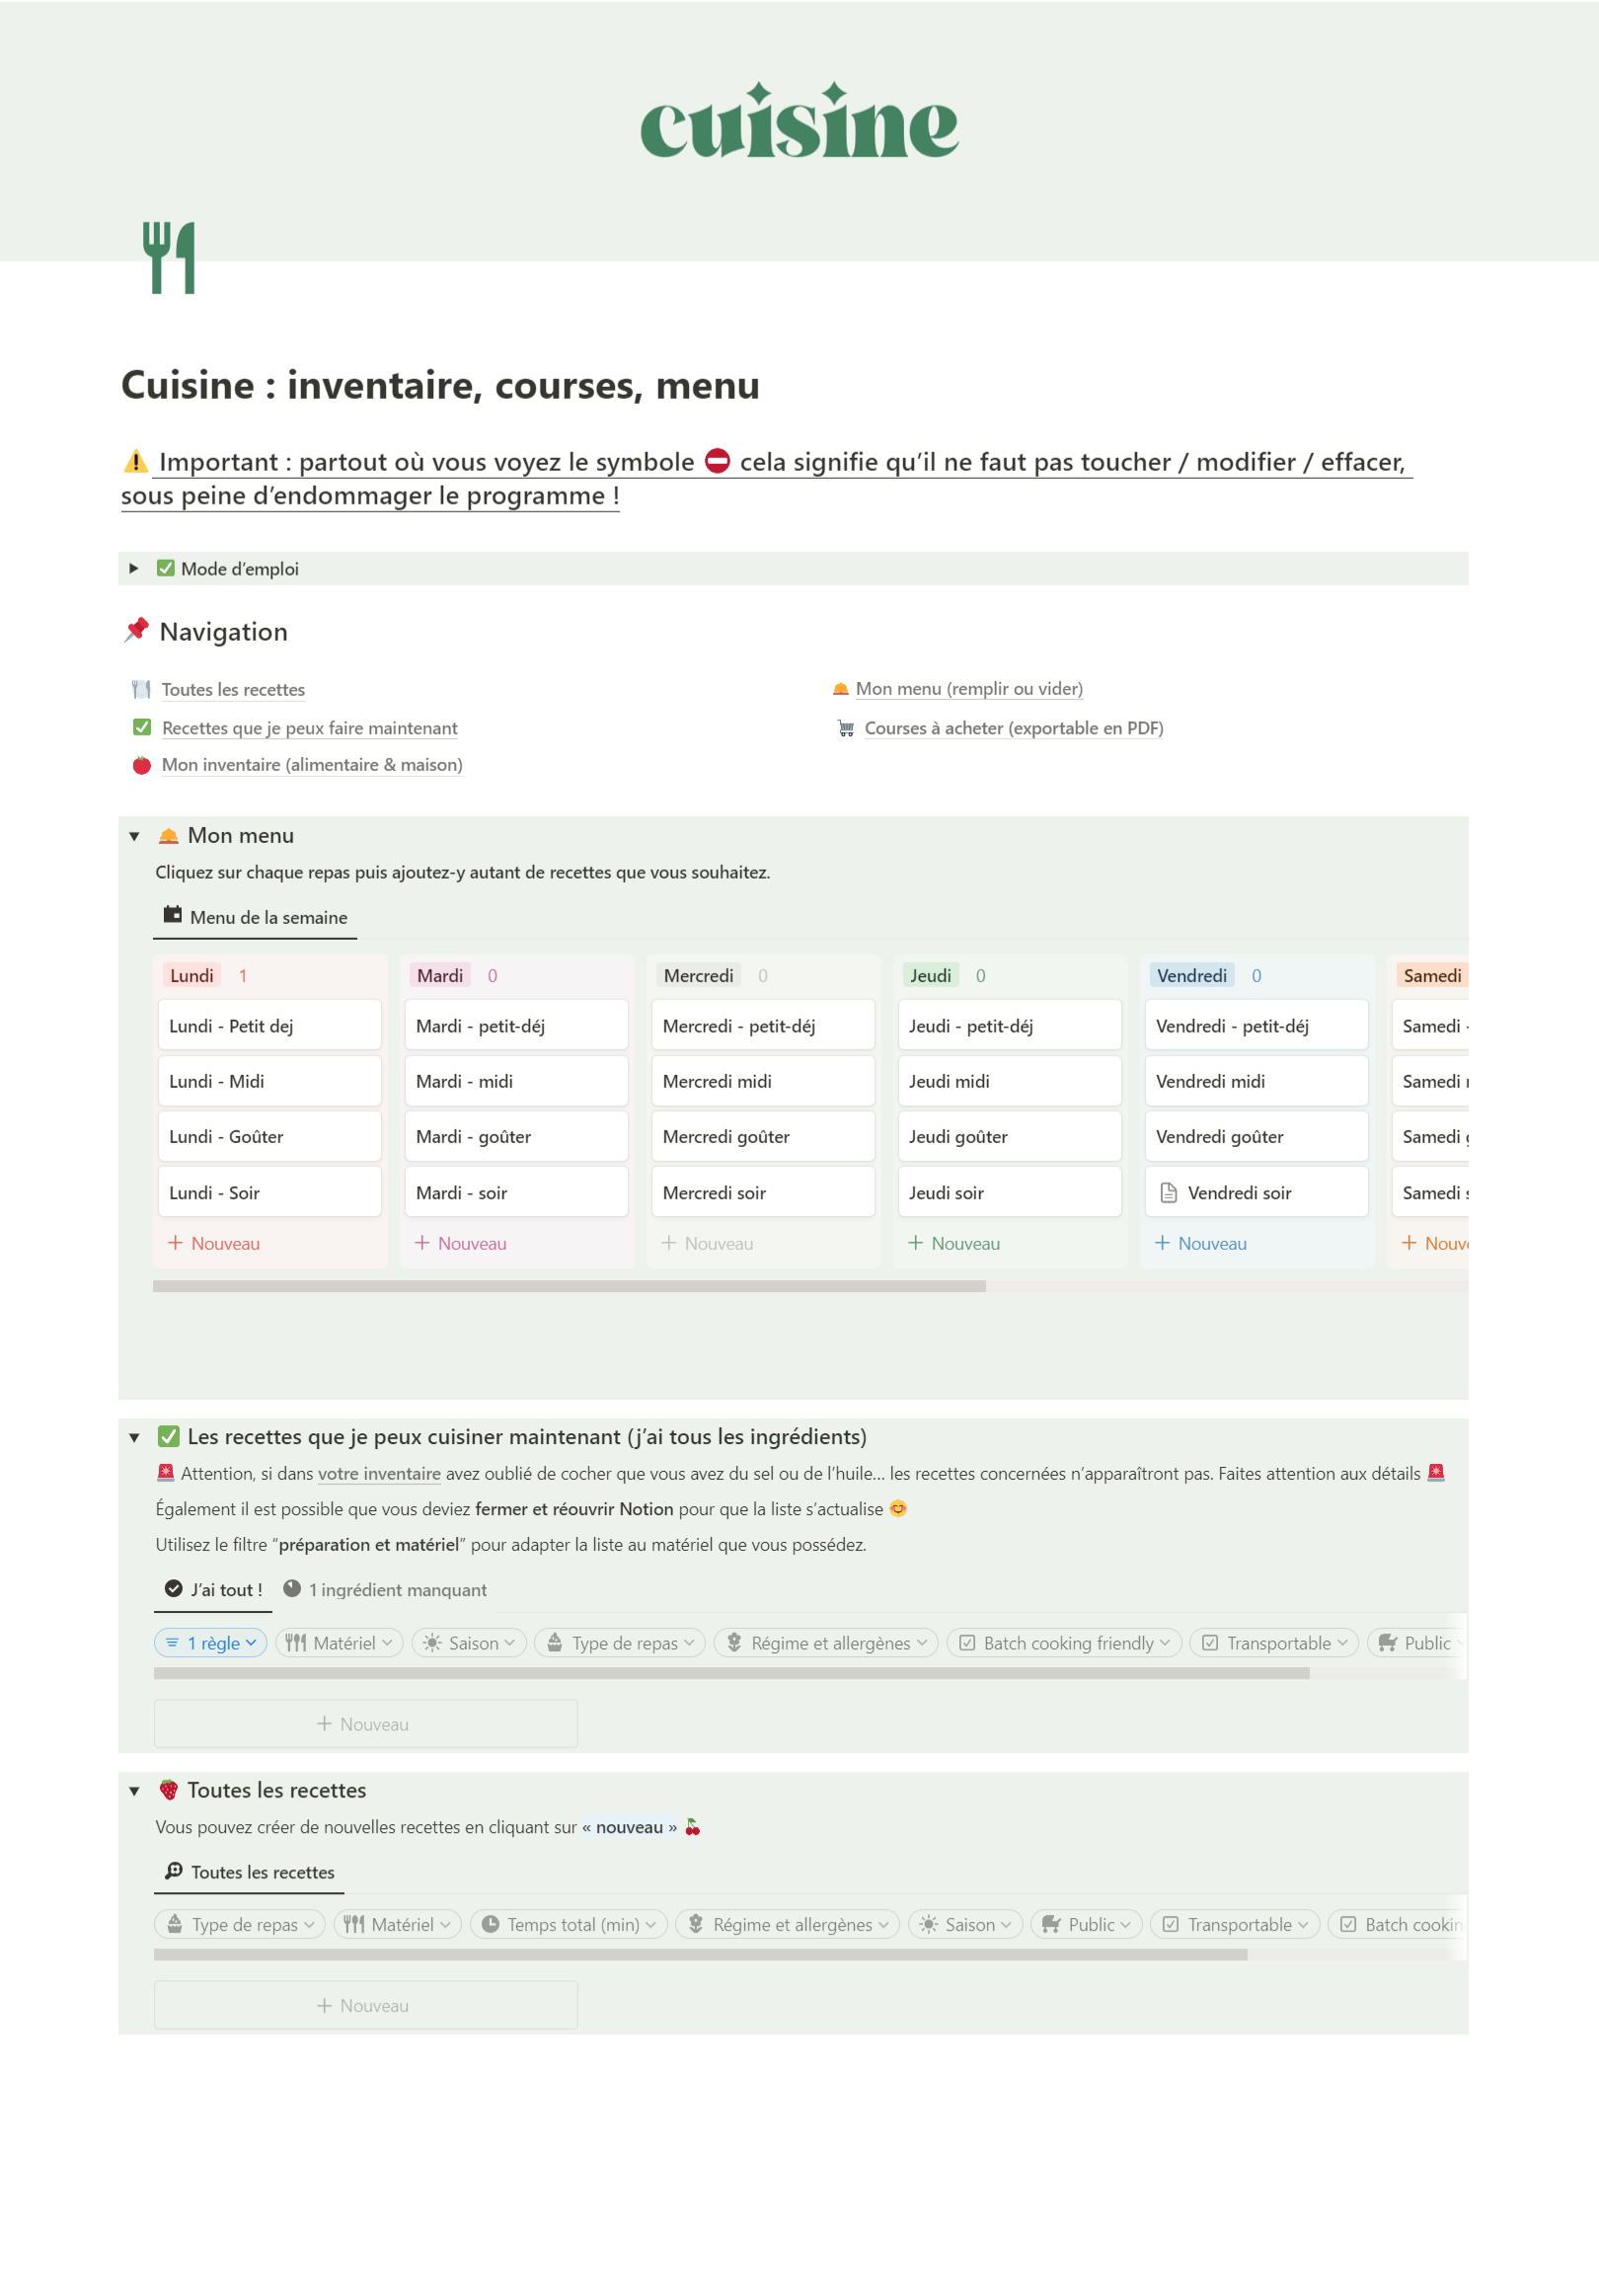 cuisine
Cuisine : inventaire, courses, menu
Important : partout où vous voyez le symbole ⛔ cela signifie qu’il ne faut pas toucher / modifier / effacer,
sous peine d’endommager le programme !
Mode d’emploi
Navigation
Toutes les recettes
Recettes que je peux faire maintenant
Mon inventaire (alimentaire & maison)
Mon menu (remplir ou vider)
Courses à acheter (exportable en PDF)
Mon menu
Cliquez sur chaque repas puis ajoutez-y autant de recettes que vous souhaitez.
Menu de la semaine
Lundi 1
Lundi - Petit dej
Lundi - Midi
Lundi - Goûter
Lundi - Soir
+ Nouveau
Mardi 0
Mardi - petit-déj
Mardi - midi
Mardi - goûter
Mardi - soir
+ Nouveau
Mercredi 0
Mercredi - petit-déj
Mercredi midi
Mercredi goûter
Mercredi soir
+ Nouveau
Jeudi 0
Jeudi - petit-déj
Jeudi midi
Jeudi goûter
Jeudi soir
+ Nouveau
Vendredi 0
Vendredi - petit-déj
Vendredi midi
Vendredi goûter
Vendredi soir
+ Nouveau
Samedi
Samedi -
Samedi
Samedi
Samedi
+ Nouv
Les recettes que je peux cuisiner maintenant (j’ai tous les ingrédients)
Attention, si dans votre inventaire avez oublié de cocher que vous avez du sel ou de l’huile… les recettes concernées n’apparaîtront pas. Faites attention aux détails
Également il est possible que vous deviez fermer et réouvrir Notion pour que la liste s’actualise
Utilisez le filtre “préparation et matériel” pour adapter la liste au matériel que vous possédez.
J’ai tout ! 1 ingrédient manquant
1 règle Matériel Saison Type de repas Régime et allergènes Batch cooking friendly Transportable Public
+ Nouveau
Toutes les recettes
Vous pouvez créer de nouvelles recettes en cliquant sur « nouveau »
Toutes les recettes
Type de repas Matériel Temps total (min) Régime et allergènes Saison Public Transportable Batch cookin
+ Nouveau